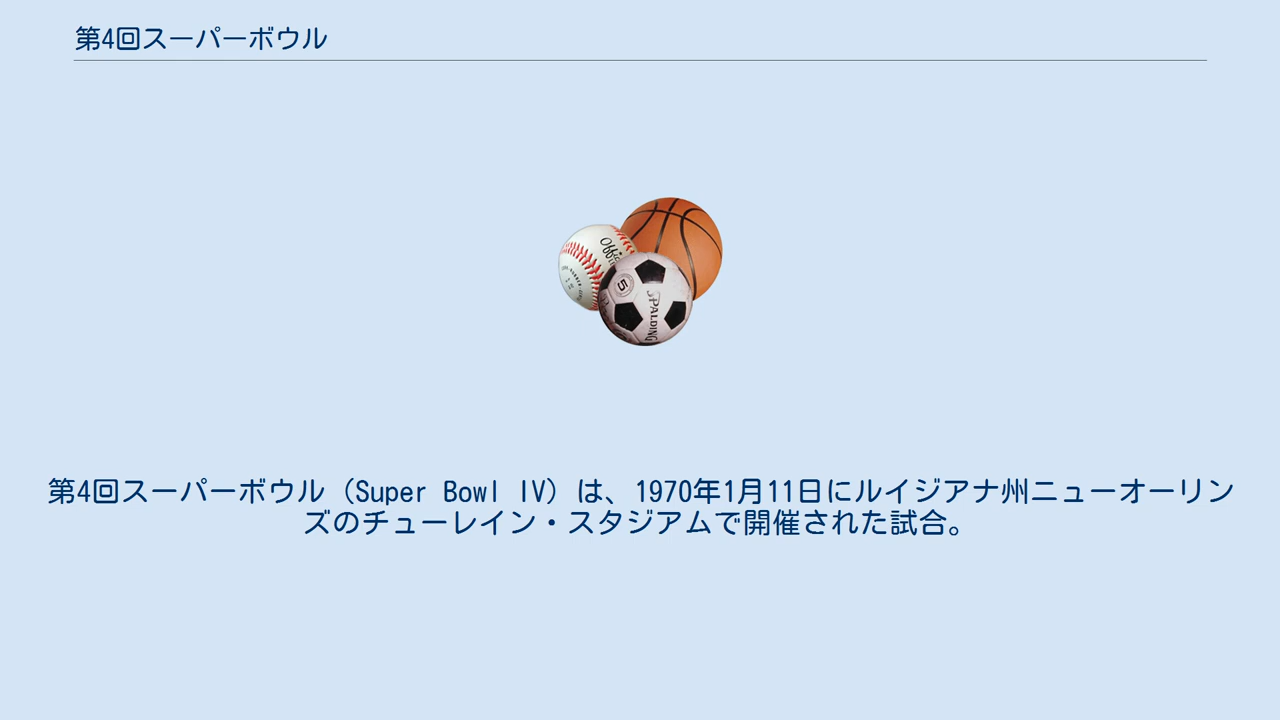 第4回スーパーボウル
Offic
5
SPALDING
第4回スーパーボウル（Super Bowl IV）は、1970年1月11日にルイジアナ州ニューオーリン
ズのチューレイン・スタジアムで開催された試合。